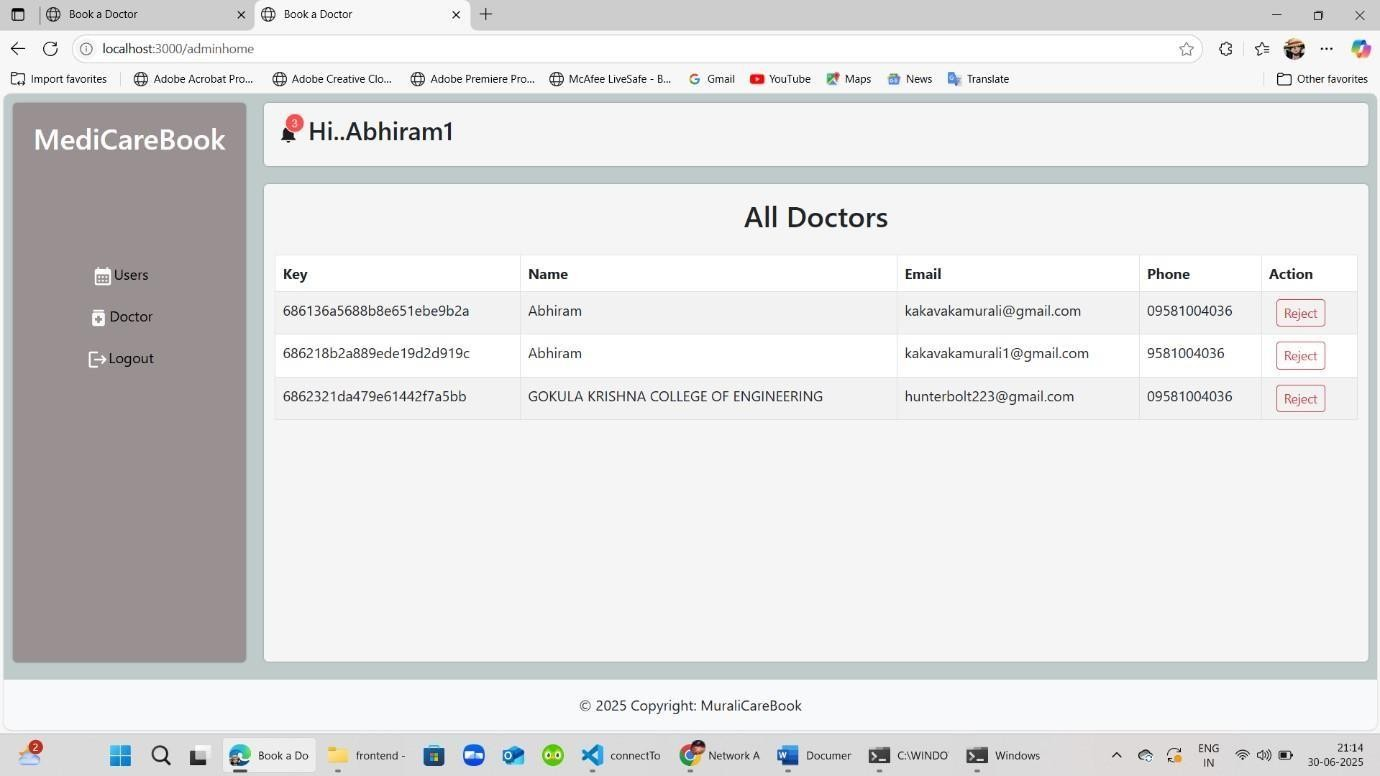 Book a Doctor
Book a Doctor
localhost:3000/adminhome
Import favorites Adobe Acrobat Pro... Adobe Creative Clo... Adobe Premiere Pro... McAfee LiveSafe - B... Gmail YouTube Maps News Translate Other favorites
MediCareBook
Users
Doctor
Logout
3
Hi..Abhiram1
All Doctors
Key Name Email Phone Action
686136a5688b8e651ebe9b2a Abhiram kakavakamurali@gmail.com 09581004036 Reject
686218b2a889ede19d2d919c Abhiram kakavakamurali1@gmail.com 9581004036 Reject
6862321da479e61442f7a5bb GOKULA KRISHNA COLLEGE OF ENGINEERING hunterbolt223@gmail.com 09581004036 Reject
© 2025 Copyright: MuraliCareBook
2 Book a Do frontend - connectTo Network A Documer C:\WINDO Windows ENG 21:14
IN 30-06-2025